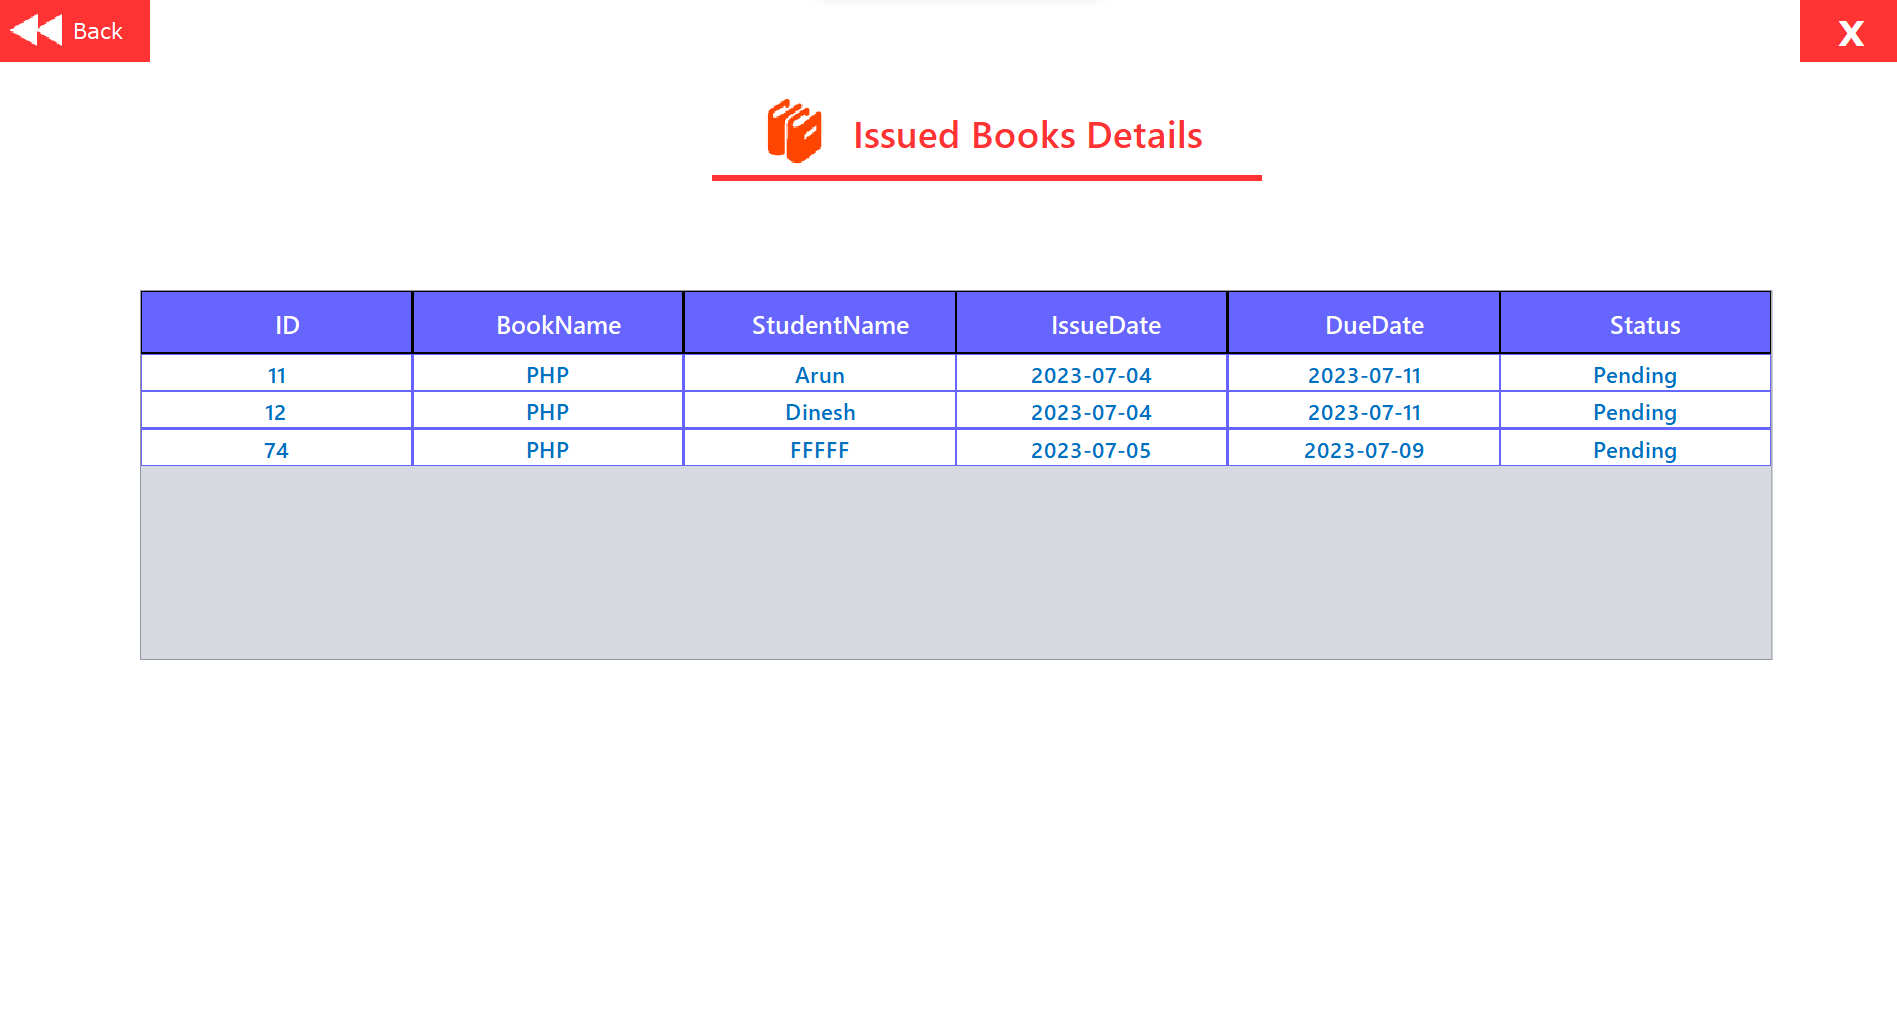 Back
X
Issued Books Details
ID BookName StudentName IssueDate DueDate Status
11 PHP Arun 2023-07-04 2023-07-11 Pending
12 PHP Dinesh 2023-07-04 2023-07-11 Pending
74 PHP FFFFF 2023-07-05 2023-07-09 Pending